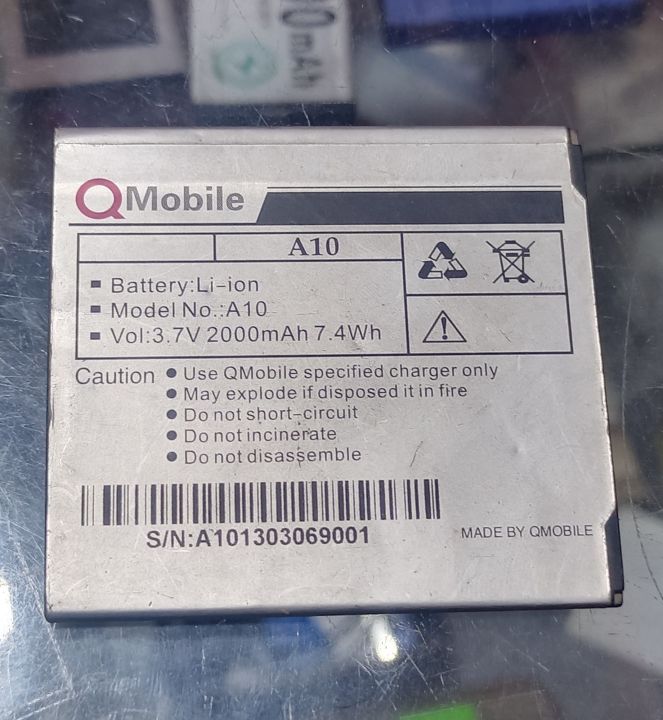 00mAh
QMobile
A10
Battery:Li-ion
Model No.:A10
Vol:3.7V 2000mAh 7.4Wh
Caution
Use QMobile specified charger only
May explode if disposed it in fire
Do not short-circuit
Do not incinerate
Do not disassemble
S/N:A101303069001
MADE BY QMOBILE